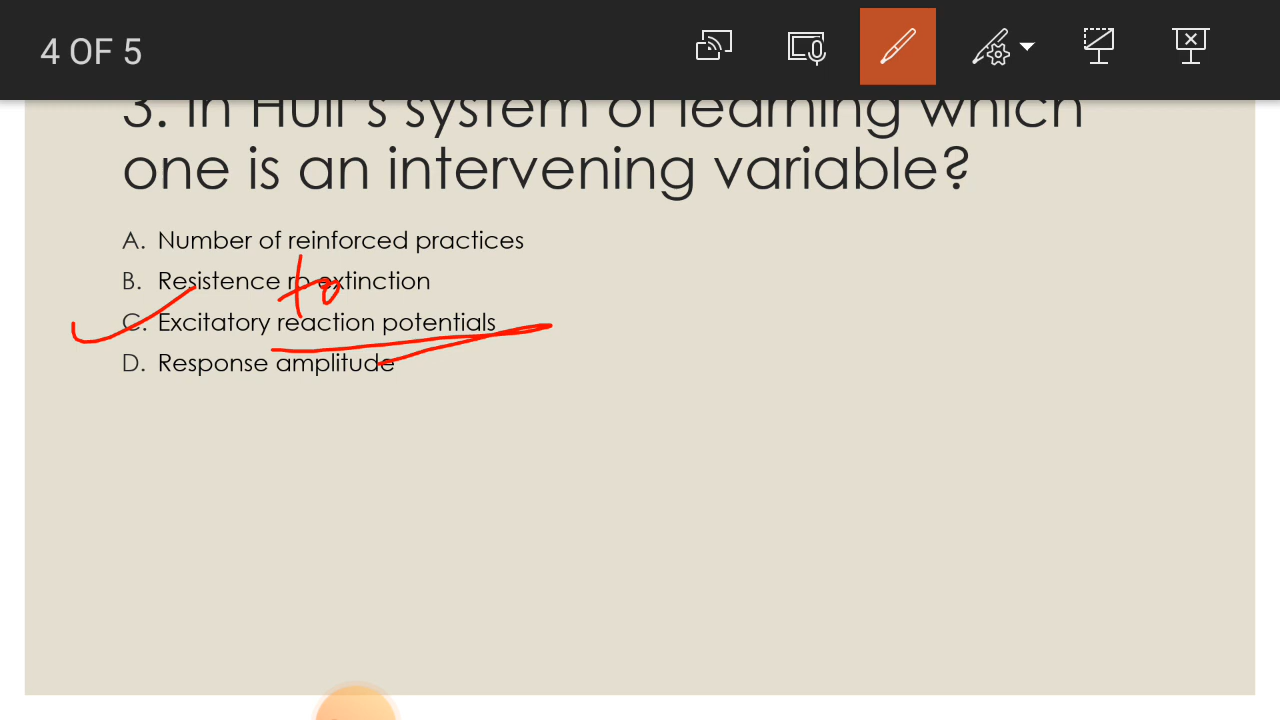 4 OF 5
3. In Hull's system of learning which
one is an intervening variable?
A. Number of reinforced practices
B. Resistence ro extinction
to
C. Excitatory reaction potentials
D. Response amplitude